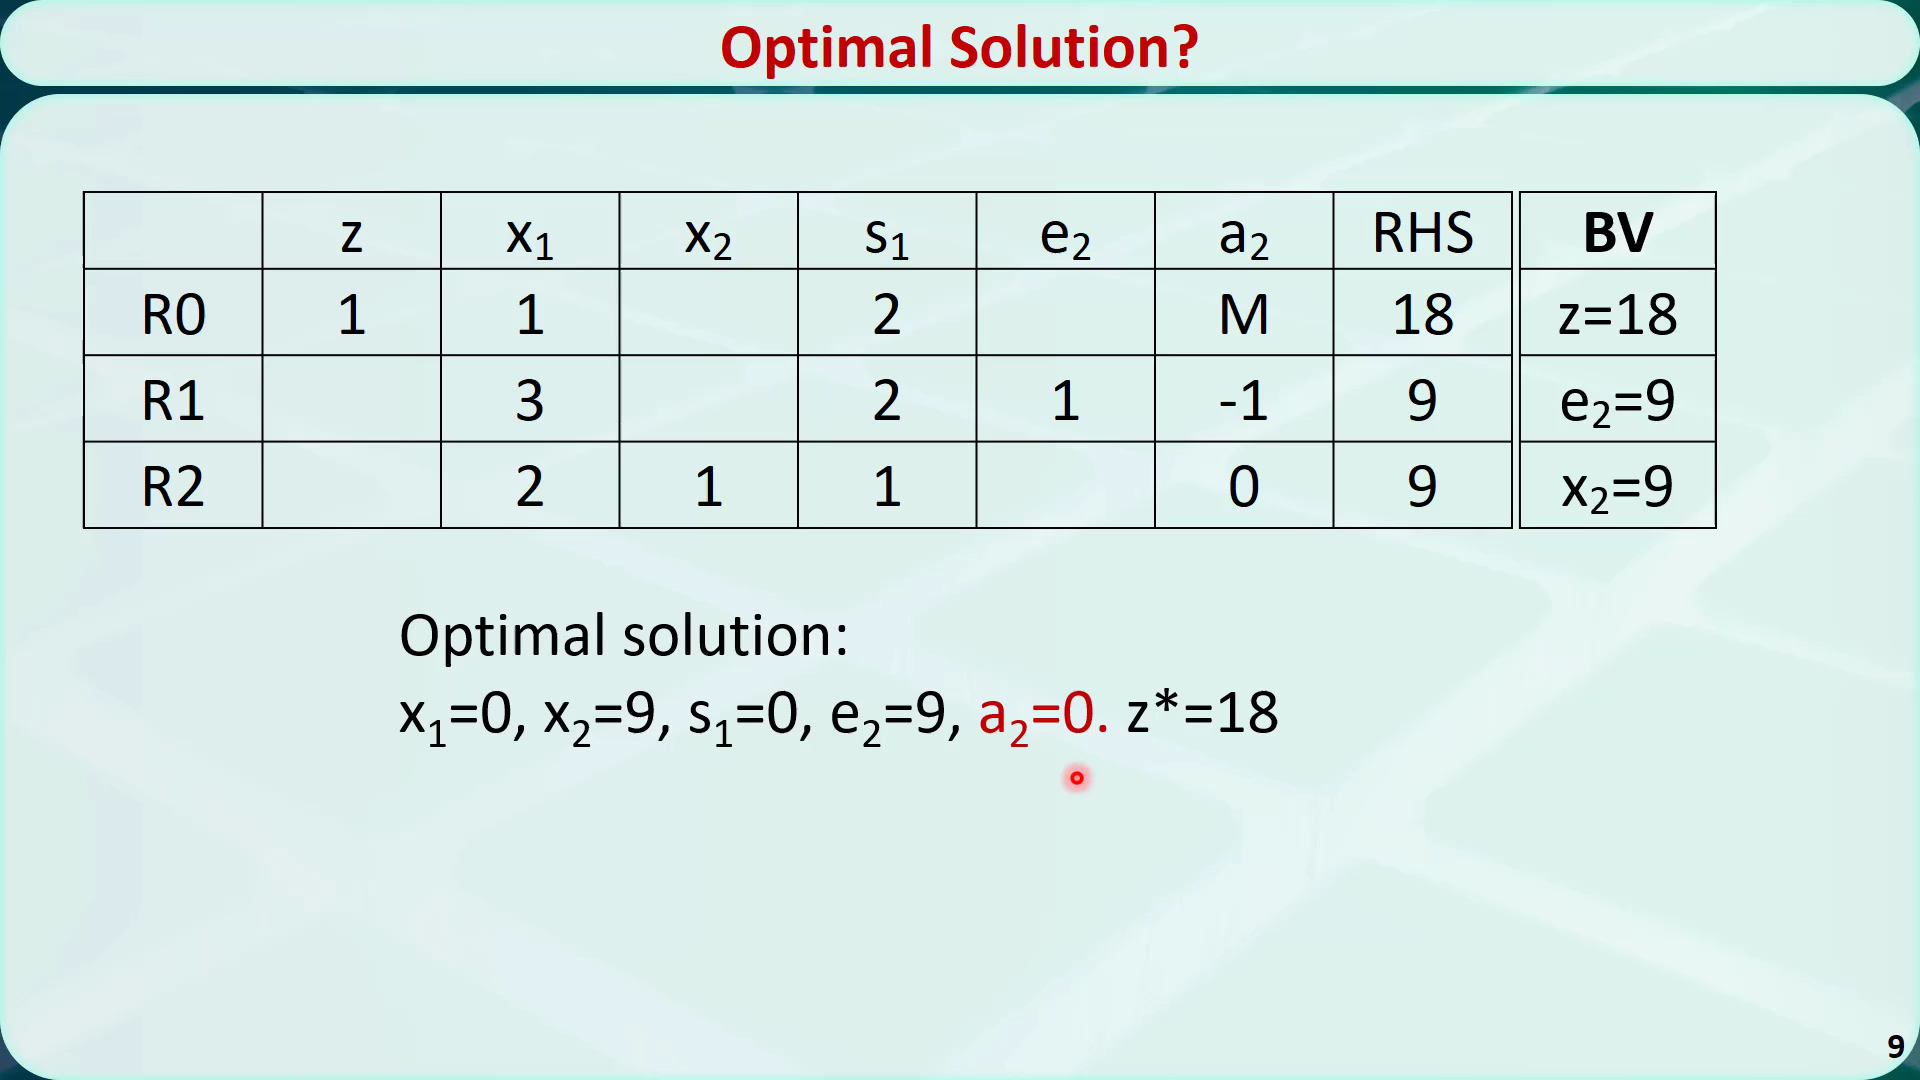 Optimal Solution?
z x₁ x₂ s₁ e₂ a₂ RHS BV
R0 1 1 2 M 18 z=18
R1 3 2 1 -1 9 e₂=9
R2 2 1 1 0 9 x₂=9
Optimal solution:
x₁=0, x₂=9, s₁=0, e₂=9, a₂=0. z*=18
9